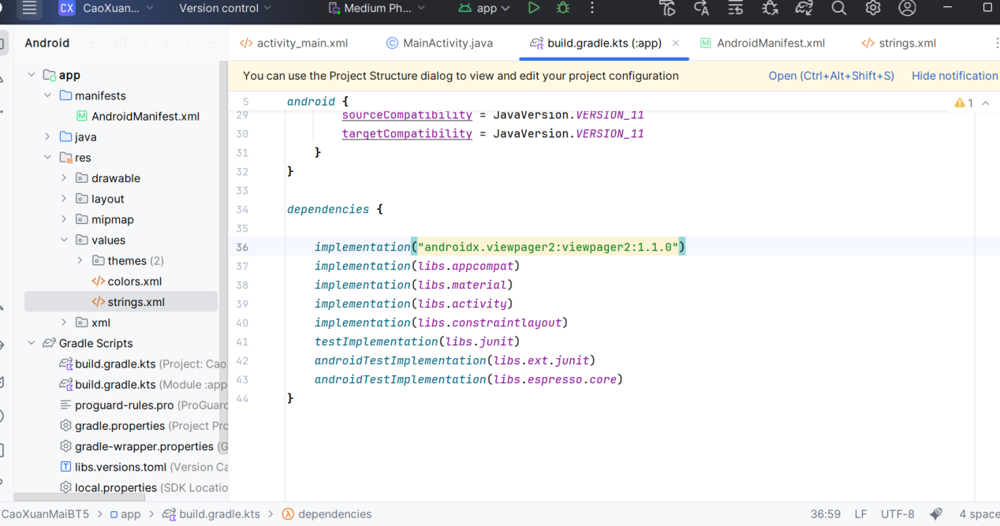 CX CaoXuan... Version control Medium Ph... app
Android
activity_main.xml MainActivity.java build.gradle.kts (:app) AndroidManifest.xml strings.xml
You can use the Project Structure dialog to view and edit your project configuration Open (Ctrl+Alt+Shift+S) Hide notification
app
manifests
AndroidManifest.xml
java
res
drawable
layout
mipmap
values
themes (2)
colors.xml
strings.xml
xml
Gradle Scripts
build.gradle.kts (Project: Cao
build.gradle.kts (Module :app
proguard-rules.pro (ProGuard
gradle.properties (Project Pro
gradle-wrapper.properties (G
libs.versions.toml (Version Ca
local.properties (SDK Locatio
5 android { 1
29 sourceCompatibility = JavaVersion.VERSION_11
30 targetCompatibility = JavaVersion.VERSION_11
31 }
32 }
33
34 dependencies {
35
36 implementation("androidx.viewpager2:viewpager2:1.1.0")
37 implementation(libs.appcompat)
38 implementation(libs.material)
39 implementation(libs.activity)
40 implementation(libs.constraintlayout)
41 testImplementation(libs.junit)
42 androidTestImplementation(libs.ext.junit)
43 androidTestImplementation(libs.espresso.core)
44 }
CaoXuanMaiBT5 > app > build.gradle.kts > dependencies 36:59 LF UTF-8 4 space